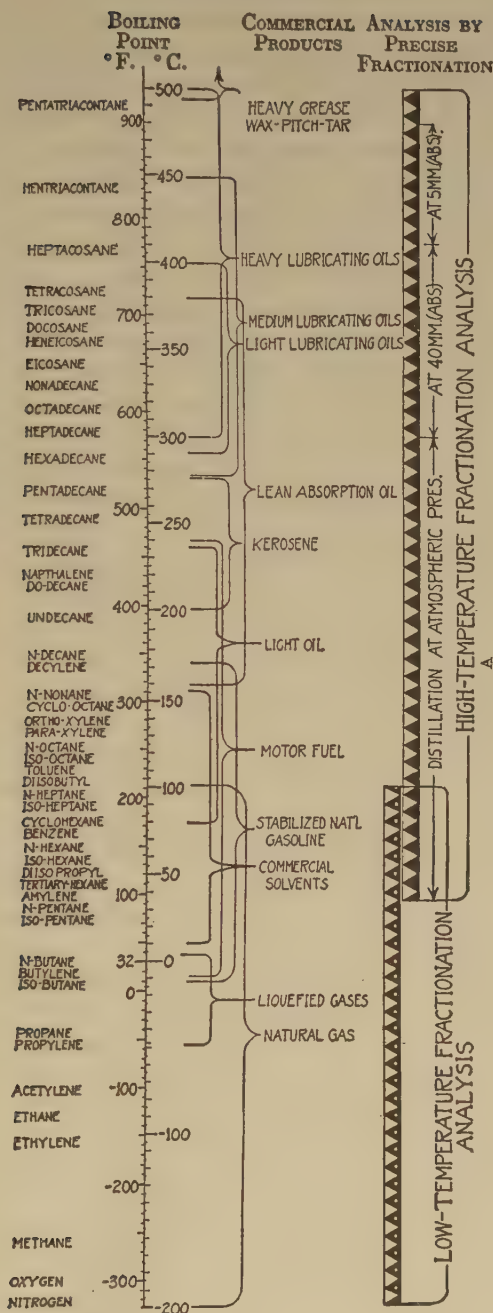 BOILING POINT
°F. °C.
COMMERCIAL PRODUCTS
ANALYSIS BY PRECISE FRACTIONATION
PENTATRIACONTANE
HENTRIACONTANE
HEPTACOSANE
TETRACOSANE
TRICOSANE
DOCOSANE
HENEICOSANE
EICOSANE
NONADECANE
OCTADECANE
HEPTADECANE
HEXADECANE
PENTADECANE
TETRADECANE
TRIDECANE
NAPTHALENE
DO-DECANE
UNDECANE
N-DECANE
DECYLENE
N-NONANE
CYCLO-OCTANE
ORTHO-XYLENE
PARA-XYLENE
N-OCTANE
ISO-OCTANE
TOLUENE
DIISOBUTYL
N-HEPTANE
ISO-HEPTANE
CYCLOHEXANE
BENZENE
N-HEXANE
ISO-HEXANE
DIISOPROPYL
TERTIARY-HEXANE
AMYLENE
N-PENTANE
ISO-PENTANE
N-BUTANE
BUTYLENE
ISO-BUTANE
PROPANE
PROPYLENE
ACETYLENE
ETHANE
ETHYLENE
METHANE
OXYGEN
NITROGEN
900
800
700
600
500
400
300
200
100
32
0
-100
-200
-300
500
450
400
350
300
250
200
150
100
50
0
-100
-200
HEAVY GREASE
WAX-PITCH-TAR
HEAVY LUBRICATING OILS
MEDIUM LUBRICATING OILS
LIGHT LUBRICATING OILS
LEAN ABSORPTION OIL
KEROSENE
LIGHT OIL
MOTOR FUEL
STABILIZED NAT'L
GASOLINE
COMMERCIAL
SOLVENTS
LIQUEFIED GASES
NATURAL GAS
AT 5MM(ABS)
AT 40MM(ABS)
DISTILLATION AT ATMOSPHERIC PRES.
HIGH-TEMPERATURE FRACTIONATION ANALYSIS
LOW-TEMPERATURE FRACTIONATION
ANALYSIS
A